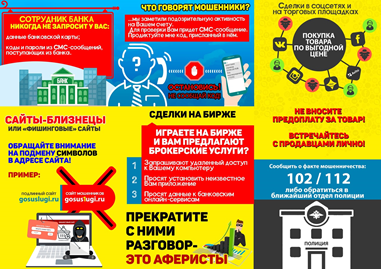 СОТРУДНИК БАНКА
НИКОГДА НЕ ЗАПРОСИТ У ВАС:
данные банковской карты;
коды и пароли из СМС-сообщений,
поступающих из банка.
БАНК
ЧТО ГОВОРЯТ МОШЕННИКИ?
...мы заметили подозрительную активность
на Вашем счету.
Для проверки Вам придет СМС-сообщение.
Продиктуйте мне код, присланный в нём.
ОСТАНОВИСЬ!
Сделки в соцсетях и
на торговых площадках
ПОКУПКА
ТОВАРА
ПО ВЫГОДНОЙ
ЦЕНЕ
НЕ ВНОСИТЕ
ПРЕДОПЛАТУ ЗА ТОВАР!
ВСТРЕЧАЙТЕСЬ
С ПРОДАВЦАМИ ЛИЧНО!
САЙТЫ-БЛИЗНЕЦЫ
ИЛИ «ФИШИНГОВЫЕ» САЙТЫ
ОБРАЩАЙТЕ ВНИМАНИЕ
НА ПОДМЕНУ СИМВОЛОВ
В АДРЕСЕ САЙТА!
ПРИМЕР:
подлинный сайт
gosuslugi.ru
сайт мошенников
gosusluqi.ru
СДЕЛКИ НА БИРЖЕ
ИГРАЕТЕ НА БИРЖЕ
И ВАМ ПРЕДЛАГАЮТ
БРОКЕРСКИЕ УСЛУГИ?
1 Запрашивают удаленный доступ
к Вашему компьютеру
2 Просят установить неизвестное
Вам приложение
3 Просят данные к банковским
онлайн-сервисам
ПРЕКРАТИТЕ
С НИМИ
РАЗГОВОР-
ЭТО АФЕРИСТЫ
Сообщить о факте мошенничества:
102 / 112
либо обратиться в
ближайший отдел полиции
ПОЛИЦИЯ